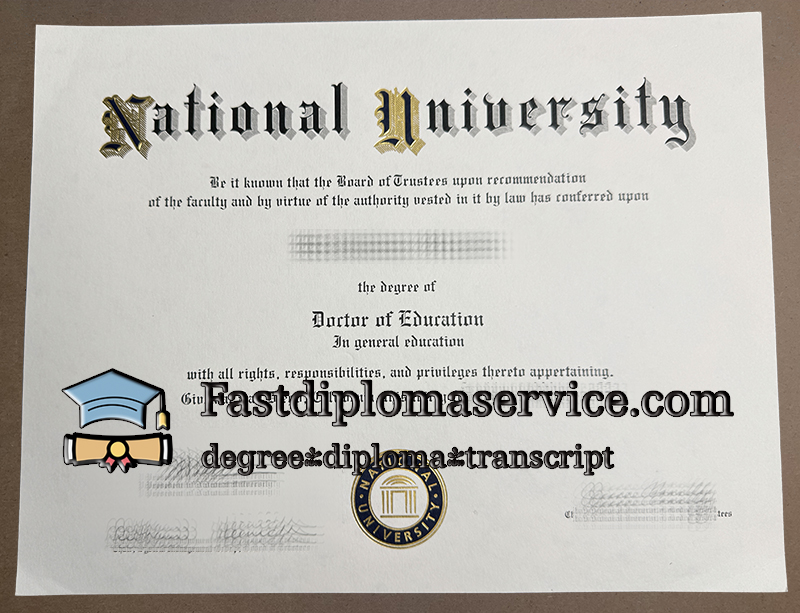 National University
Be it known that the Board of Trustees upon recommendation
of the faculty and by virtue of the authority vested in it by law has conferred upon
the degree of
Doctor of Education
In general education
with all rights, responsibilities, and privileges thereto appertaining.
Fastdiplomaservice.com
degree*diploma*transcript
NATIONAL UNIVERSITY